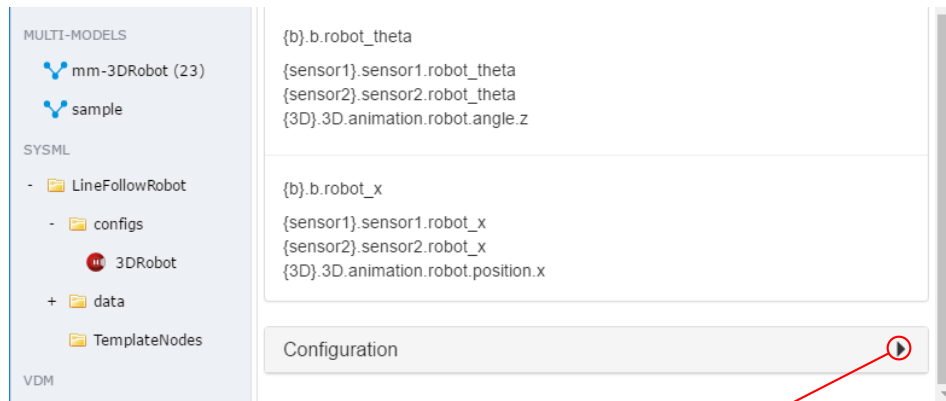 MULTI-MODELS
mm-3DRobot (23)
sample
SYSML
- LineFollowRobot
- configs
3DRobot
+ data
TemplateNodes
VDM
{b}.b.robot_theta
{sensor1}.sensor1.robot_theta
{sensor2}.sensor2.robot_theta
{3D}.3D.animation.robot.angle.z
{b}.b.robot_x
{sensor1}.sensor1.robot_x
{sensor2}.sensor2.robot_x
{3D}.3D.animation.robot.position.x
Configuration